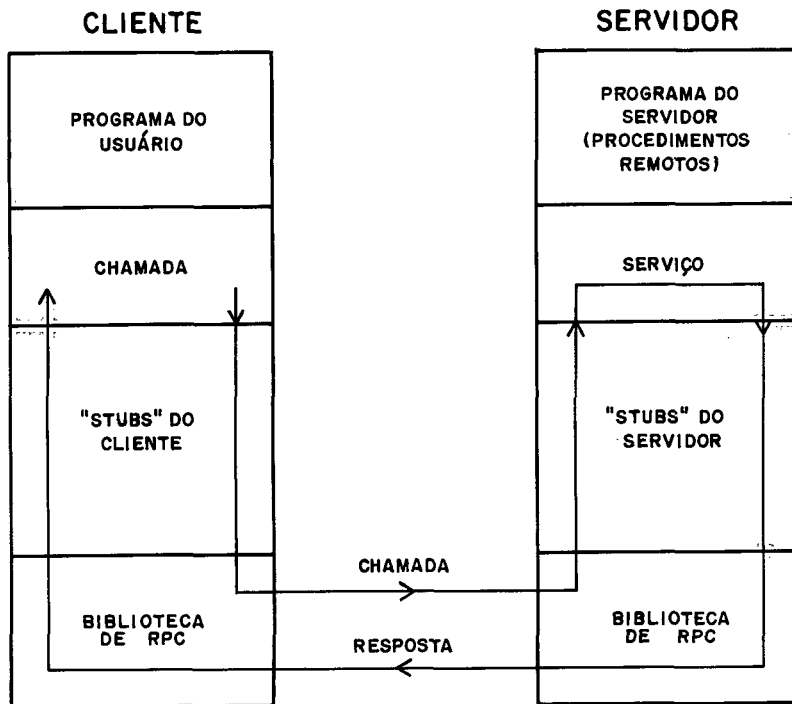 CLIENTE
PROGRAMA DO
USUÁRIO
CHAMADA
"STUBS" DO
CLIENTE
BIBLIOTECA
DE RPC
CHAMADA
RESPOSTA
SERVIDOR
PROGRAMA DO
SERVIDOR
(PROCEDIMENTOS
REMOTOS)
SERVIÇO
"STUBS" DO
SERVIDOR
BIBLIOTECA
DE RPC